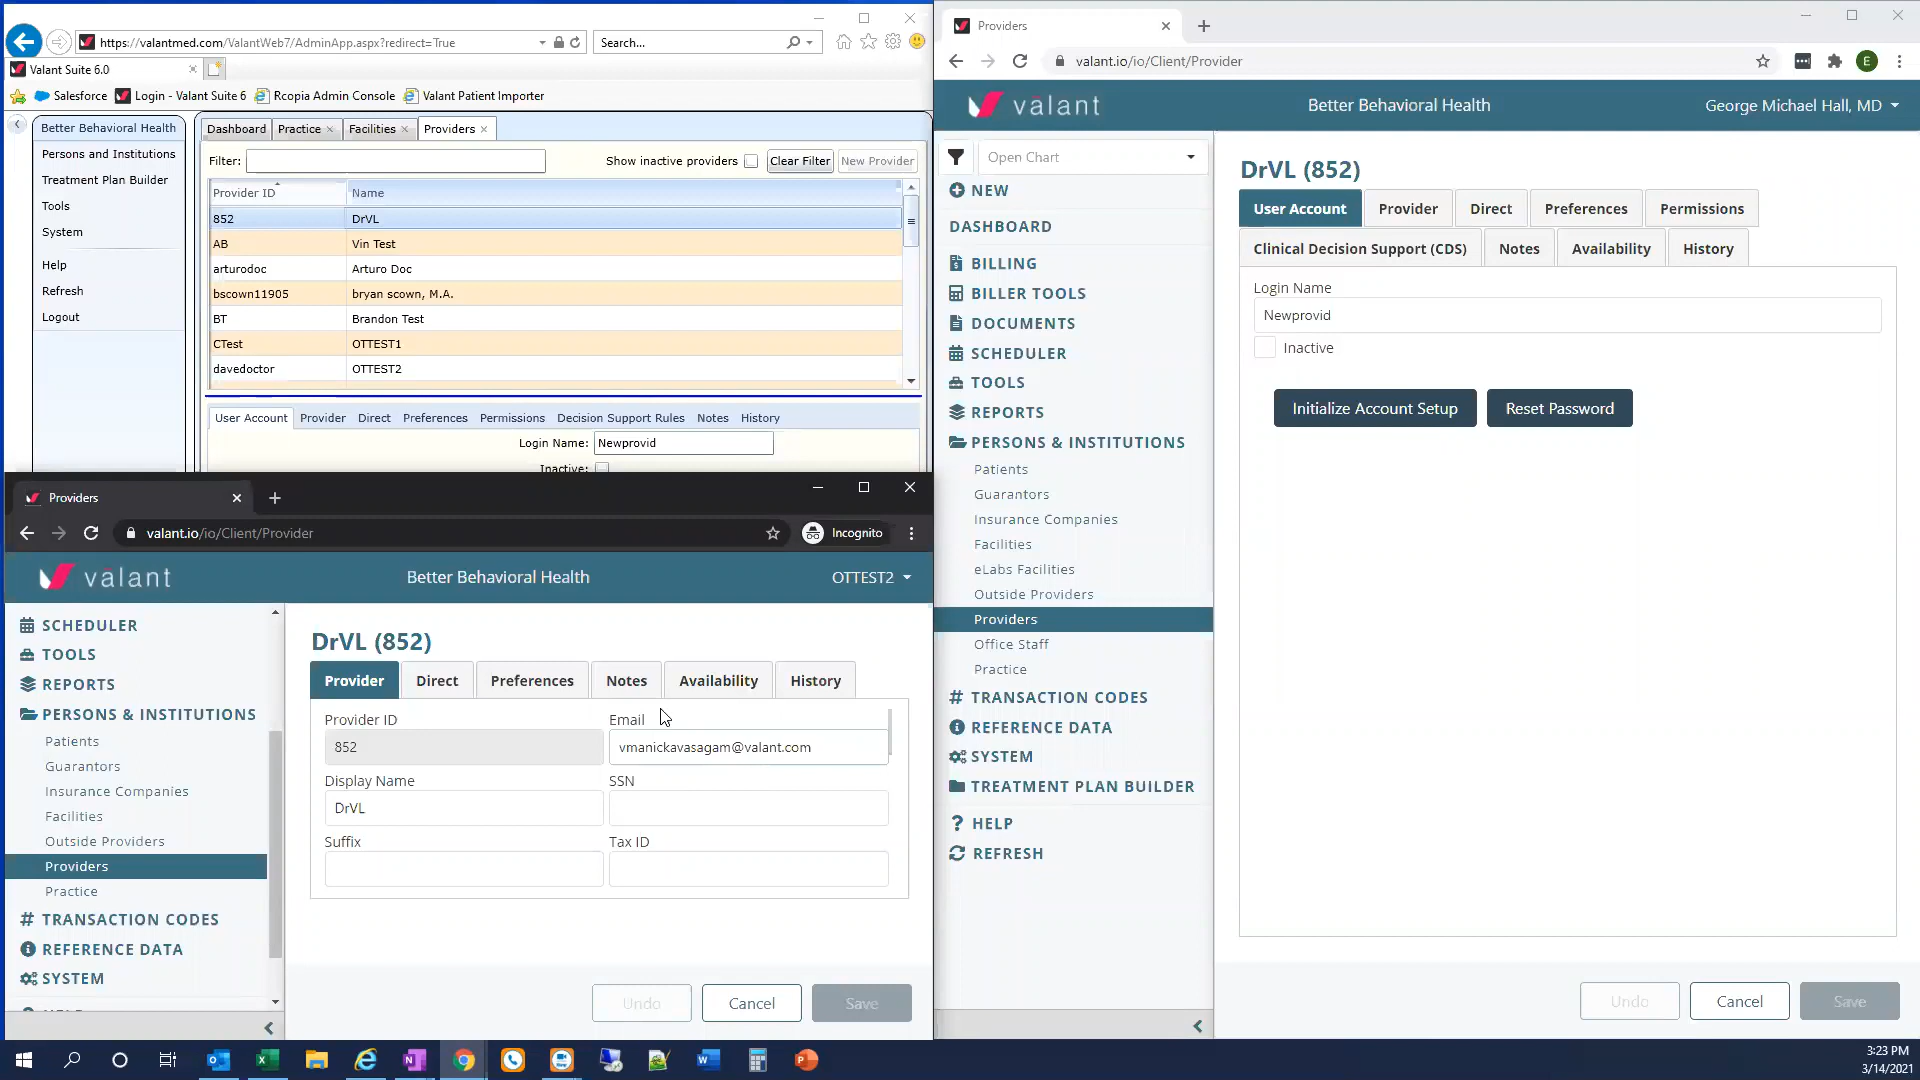 https://valantmed.com/ValantWeb7/AdminApp.aspx?redirect=True
Search...
Valant Suite 6.0
Salesforce
Login - Valant Suite 6
Rcopia Admin Console
Valant Patient Importer
Better Behavioral Health
Persons and Institutions
Treatment Plan Builder
Tools
System
Help
Refresh
Logout
Dashboard
Practice
Facilities
Providers
Filter:
Show inactive providers
Clear Filter
New Provider
Provider ID
Name
852 DrVL
AB Vin Test
arturodoc Arturo Doc
bscown11905 bryan scown, M.A.
BT Brandon Test
CTest OTTEST1
davedoctor OTTEST2
User Account
Provider
Direct
Preferences
Permissions
Decision Support Rules
Notes
History
Login Name:
Newprovid
Inactive:
Providers
valant.io/io/Client/Provider
Incognito
valant
Better Behavioral Health
OTTEST2
SCHEDULER
TOOLS
REPORTS
PERSONS & INSTITUTIONS
Patients
Guarantors
Insurance Companies
Facilities
Outside Providers
Providers
Practice
TRANSACTION CODES
REFERENCE DATA
SYSTEM
DrVL (852)
Provider
Direct
Preferences
Notes
Availability
History
Provider ID
852
Email
vmanickavasagam@valant.com
Display Name
DrVL
SSN
Suffix
Tax ID
Undo
Cancel
Save
Providers
valant.io/io/Client/Provider
E
valant
Better Behavioral Health
George Michael Hall, MD
Open Chart
NEW
DASHBOARD
BILLING
BILLER TOOLS
DOCUMENTS
SCHEDULER
TOOLS
REPORTS
PERSONS & INSTITUTIONS
Patients
Guarantors
Insurance Companies
Facilities
eLabs Facilities
Outside Providers
Providers
Office Staff
Practice
TRANSACTION CODES
REFERENCE DATA
SYSTEM
TREATMENT PLAN BUILDER
HELP
REFRESH
DrVL (852)
User Account
Provider
Direct
Preferences
Permissions
Clinical Decision Support (CDS)
Notes
Availability
History
Login Name
Newprovid
Inactive
Initialize Account Setup
Reset Password
Undo
Cancel
Save
3:23 PM
3/14/2021